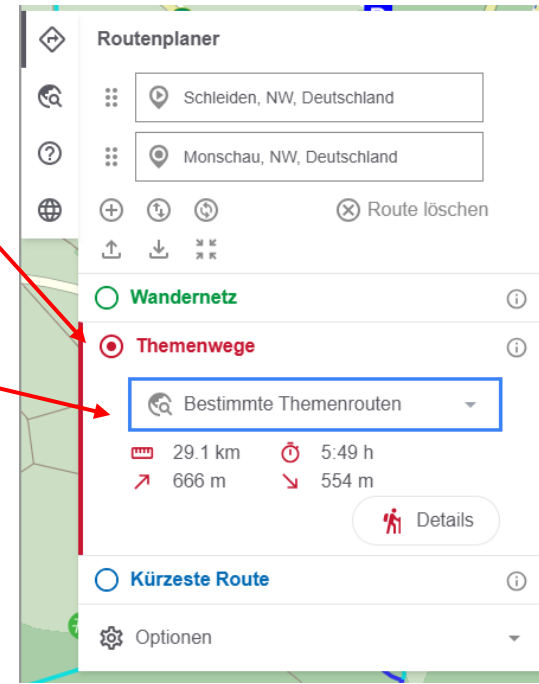 Routenplaner
Schleiden, NW, Deutschland
Monschau, NW, Deutschland
Route löschen
Wandernetz
Themenwege
Bestimmte Themenrouten
29.1 km 5:49 h
666 m 554 m
Details
Kürzeste Route
Optionen